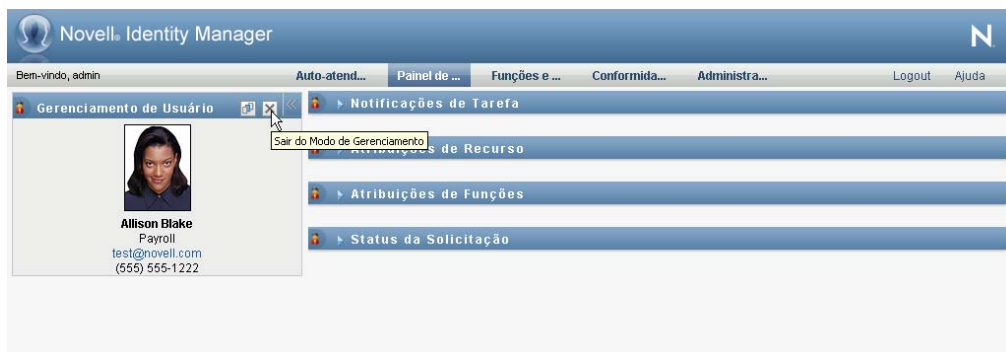 Novell® Identity Manager
N
Bem-vindo, admin
Auto-atend... Painel de ... Funções e ... Conformida... Administra... Logout Ajuda
Gerenciamento de Usuário
Notificações de Tarefa
Sair do Modo de Gerenciamento
de Recurso
Atribuições de Funções
Status da Solicitação
Allison Blake
Payroll
test@novell.com
(555) 555-1222